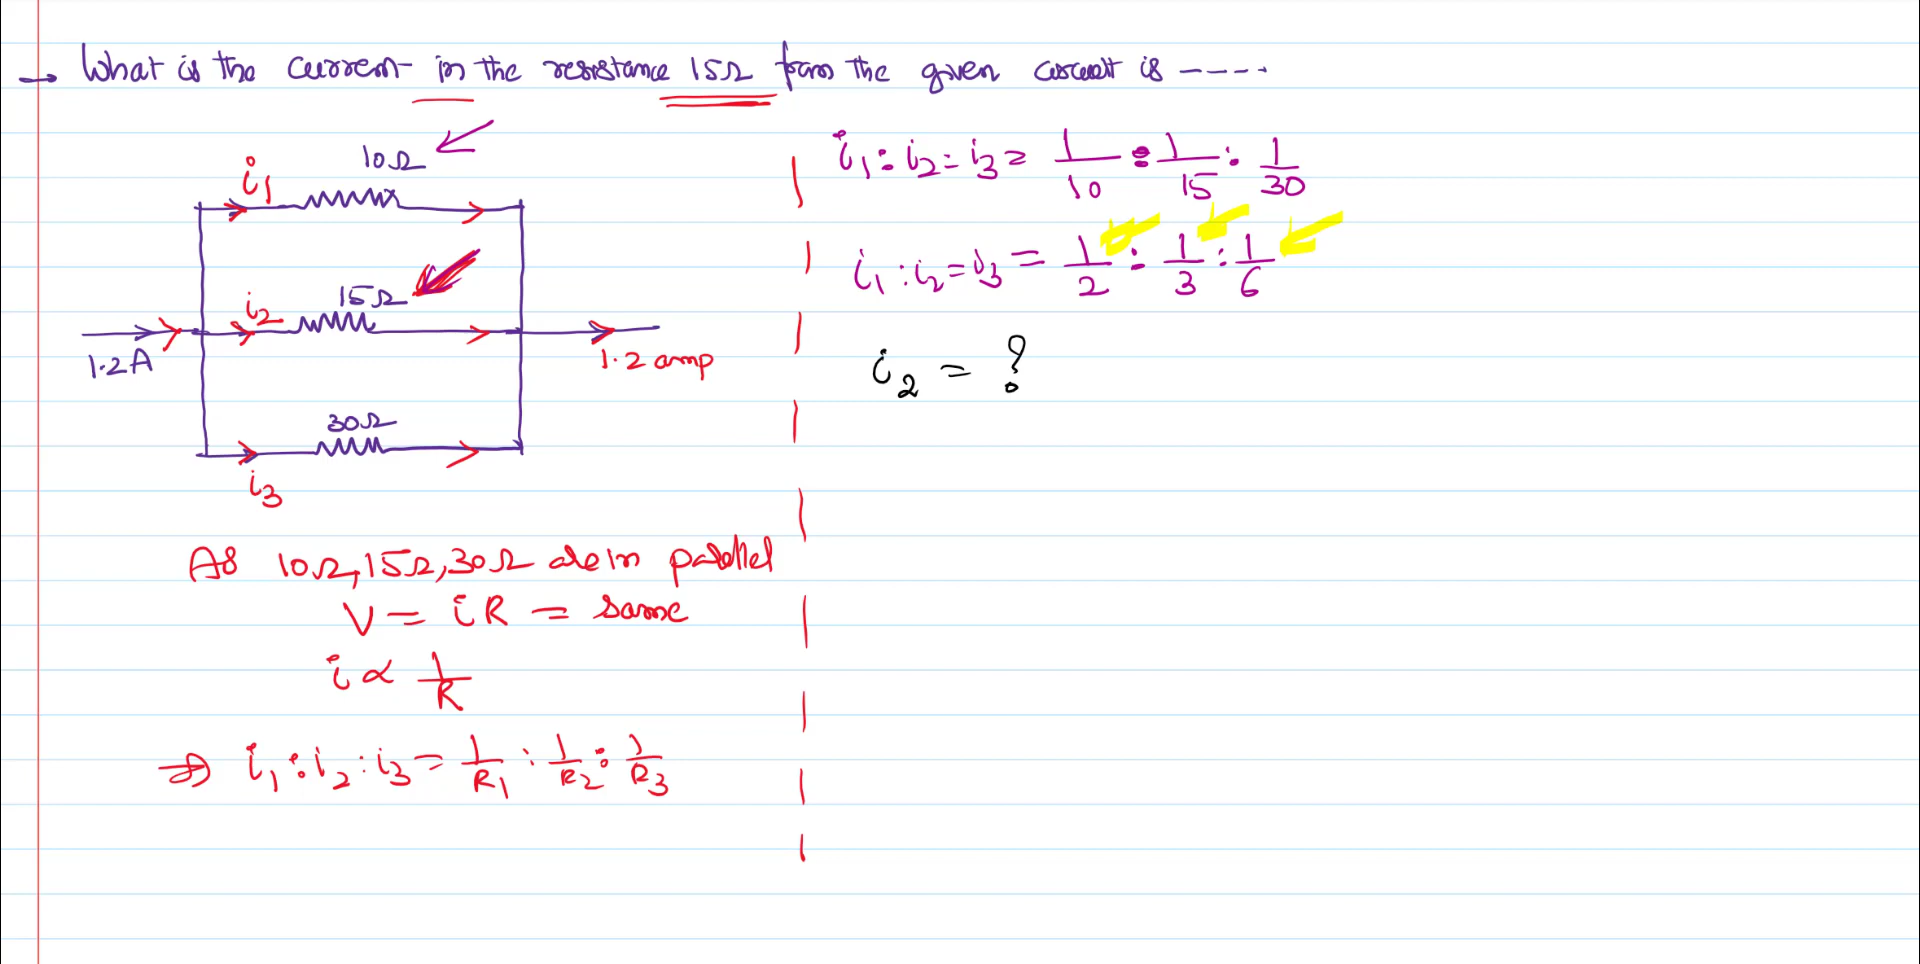 → What is the current in the resistance 15Ω from the given circuit is ----.
10Ω
i₁
15Ω
i₂
1.2A
1.2 amp
30Ω
i₃
As 10Ω, 15Ω, 30Ω are in parallel
V = iR = same
i ∝ 1/R
⇒ i₁ : i₂ : i₃ = 1/R₁ : 1/R₂ : 1/R₃
i₁ : i₂ : i₃ = 1/10 : 1/15 : 1/30
i₁ : i₂ : i₃ = 1/2 : 1/3 : 1/6
i₂ = ?